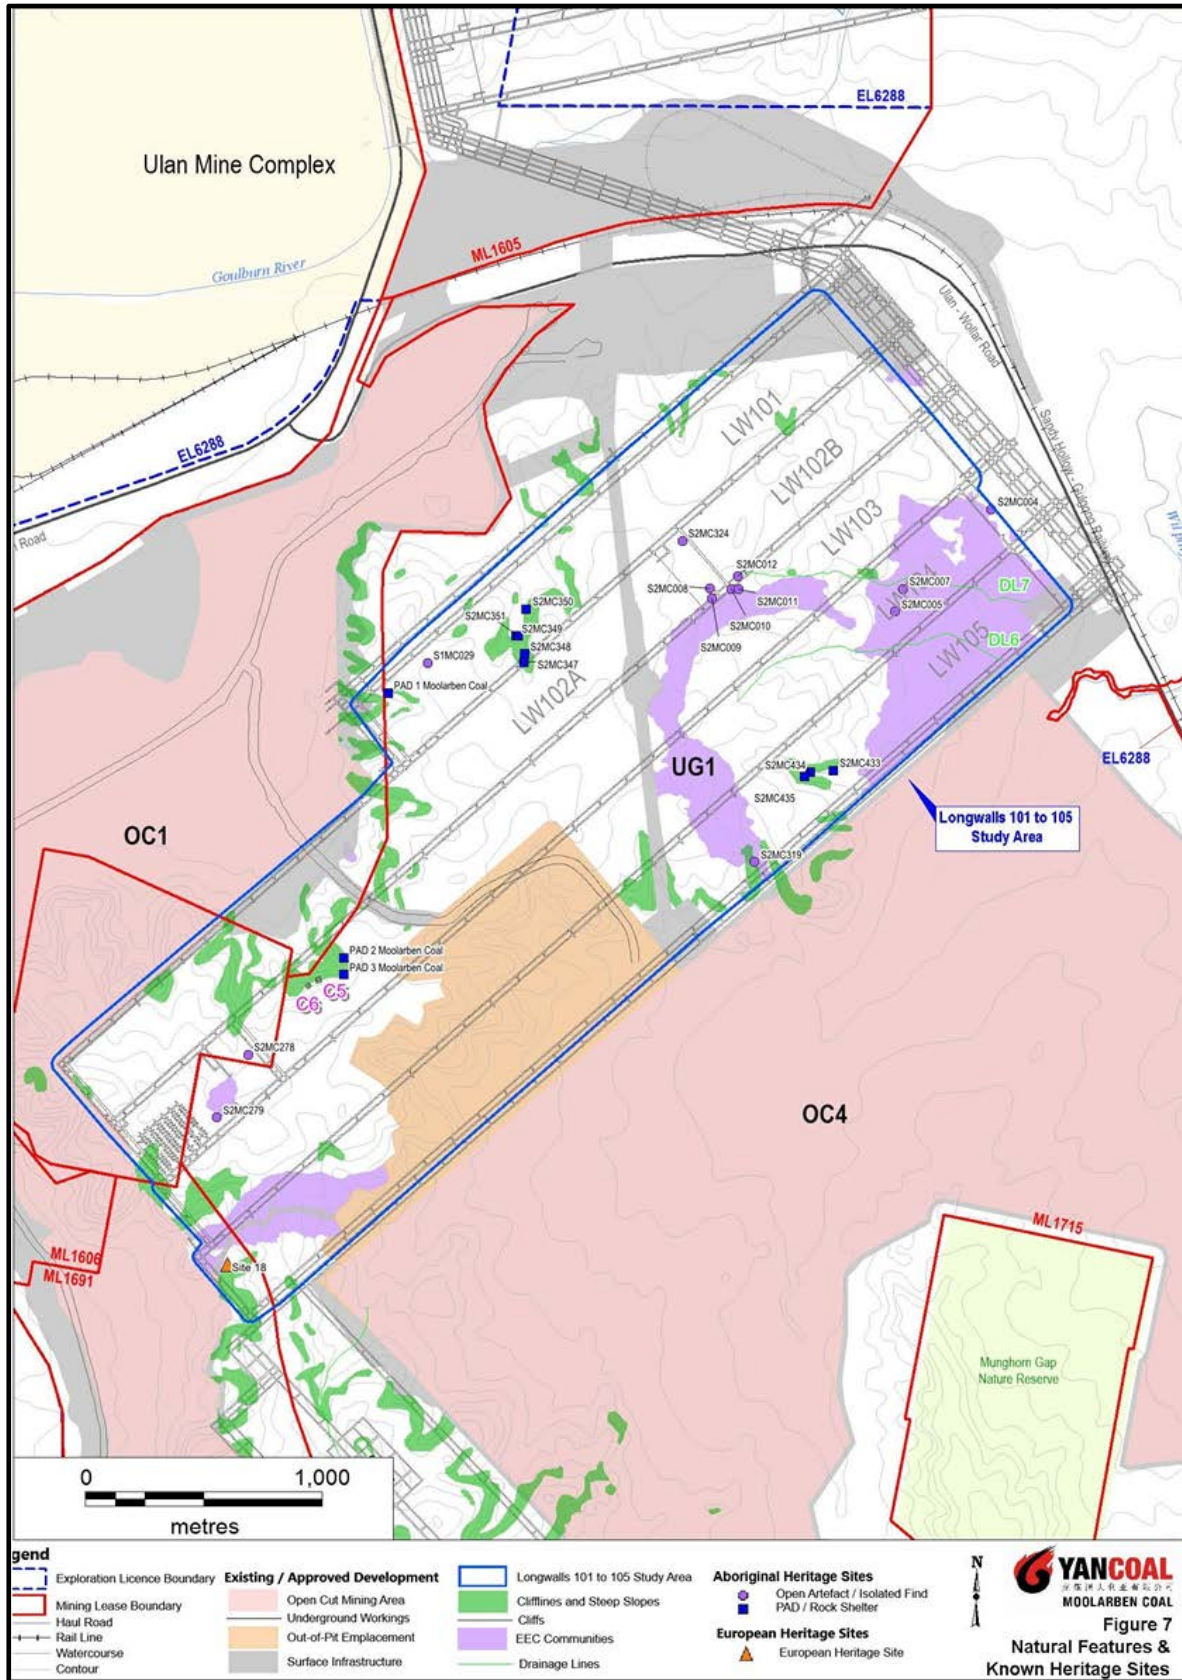 EL6288
Ulan Mine Complex
ML1605
Goulburn River
Ulan - Wollar Road
EL6288
Road
LW101
LW102B
Sandy Hollow - Gulgong Railway
S2MC004
S2MC324
LW103
S2MC012
S2MC007
DL7
S2MC008
S2MC011
LW104
S2MC005
S2MC350
S2MC351
S2MC349
S2MC010
S2MC009
DL6
S2MC348
S1MC029
S2MC347
LW105
PAD 1 Moolarben Coal
LW102A
EL6288
UG1
S2MC434
S2MC433
S2MC435
Longwalls 101 to 105
Study Area
OC1
S2MC319
PAD 2 Moolarben Coal
PAD 3 Moolarben Coal
C6
C5
S2MC278
S2MC279
OC4
ML1715
ML1606
ML1691
Site 18
Munghorn Gap
Nature Reserve
0
1,000
metres
gend
Exploration Licence Boundary
Mining Lease Boundary
Haul Road
Rail Line
Watercourse
Contour
Existing / Approved Development
Open Cut Mining Area
Underground Workings
Out-of-Pit Emplacement
Surface Infrastructure
Longwalls 101 to 105 Study Area
Clifflines and Steep Slopes
Cliffs
EEC Communities
Drainage Lines
Aboriginal Heritage Sites
Open Artefact / Isolated Find
PAD / Rock Shelter
European Heritage Sites
European Heritage Site
N
YANCOAL
MOOLARBEN COAL
Figure 7
Natural Features &
Known Heritage Sites